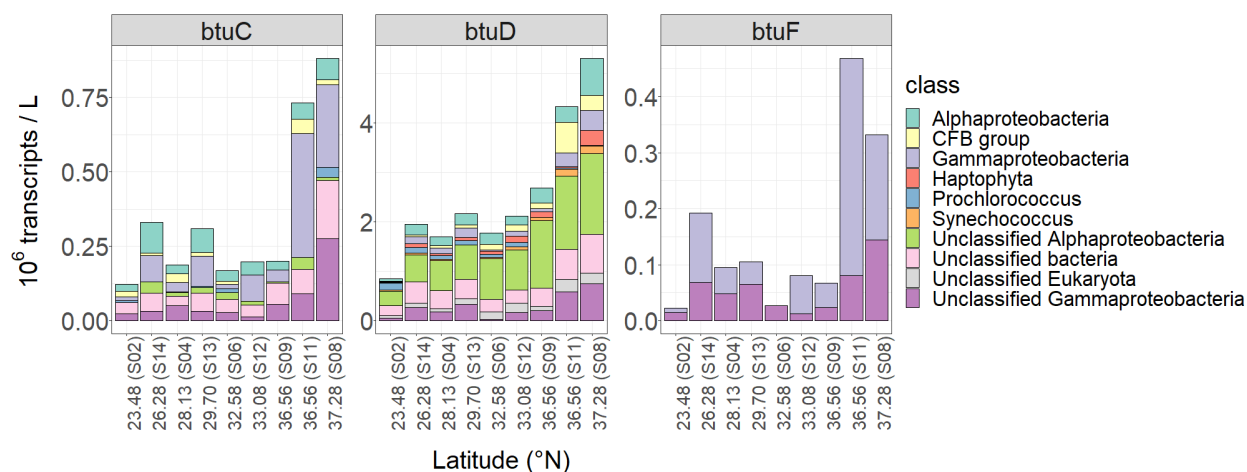 btuC
btuD
btuF
10⁶ transcripts / L
0.75
0.50
0.25
0.00
4
2
0
0.4
0.3
0.2
0.1
0.0
23.48 (S02)
26.28 (S14)
28.13 (S04)
29.70 (S13)
32.58 (S06)
33.08 (S12)
36.56 (S09)
36.56 (S11)
37.28 (S08)
23.48 (S02)
26.28 (S14)
28.13 (S04)
29.70 (S13)
32.58 (S06)
33.08 (S12)
36.56 (S09)
36.56 (S11)
37.28 (S08)
23.48 (S02)
26.28 (S14)
28.13 (S04)
29.70 (S13)
32.58 (S06)
33.08 (S12)
36.56 (S09)
36.56 (S11)
37.28 (S08)
Latitude (°N)
class
Alphaproteobacteria
CFB group
Gammaproteobacteria
Haptophyta
Prochlorococcus
Synechococcus
Unclassified Alphaproteobacteria
Unclassified bacteria
Unclassified Eukaryota
Unclassified Gammaproteobacteria